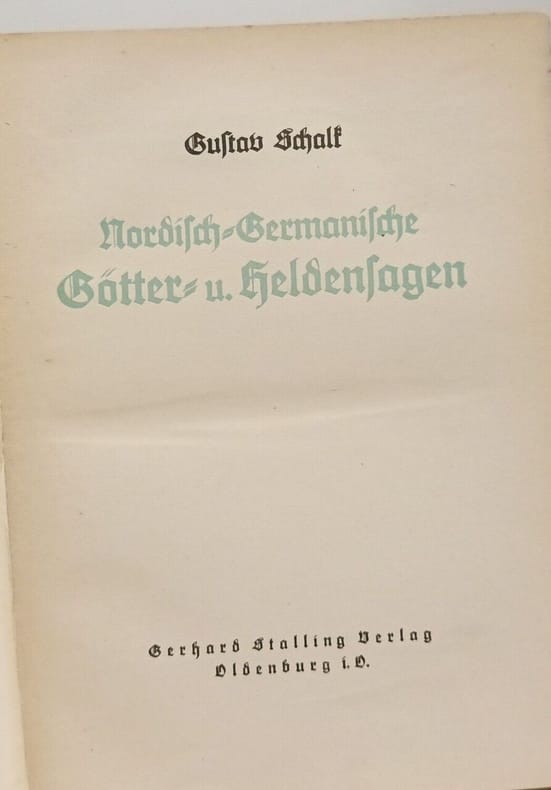 Gustav Schalk
Nordisch-Germanische
Götter- u. Heldensagen
Gerhard Stalling Verlag
Oldenburg i. O.